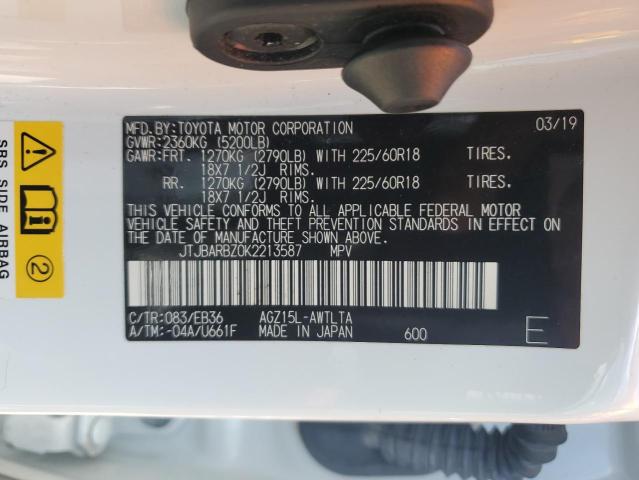 MFD.BY:TOYOTA MOTOR CORPORATION 03/19
GVWR:2360KG (5200LB)
GAWR:FRT. 1270KG (2790LB) WITH 225/60R18 TIRES.
18X7 1/2J RIMS.
RR. 1270KG (2790LB) WITH 225/60R18 TIRES.
18X7 1/2J RIMS.
THIS VEHICLE CONFORMS TO ALL APPLICABLE FEDERAL MOTOR
VEHICLE SAFETY AND THEFT PREVENTION STANDARDS IN EFFECT ON
THE DATE OF MANUFACTURE SHOWN ABOVE.
JTJBARBZ0K2213587 MPV
C/TR:083/EB36 AGZ15L-AWTLTA
A/TM:-04A/U661F MADE IN JAPAN 600 E
SRS SIDE AIRBAG
2